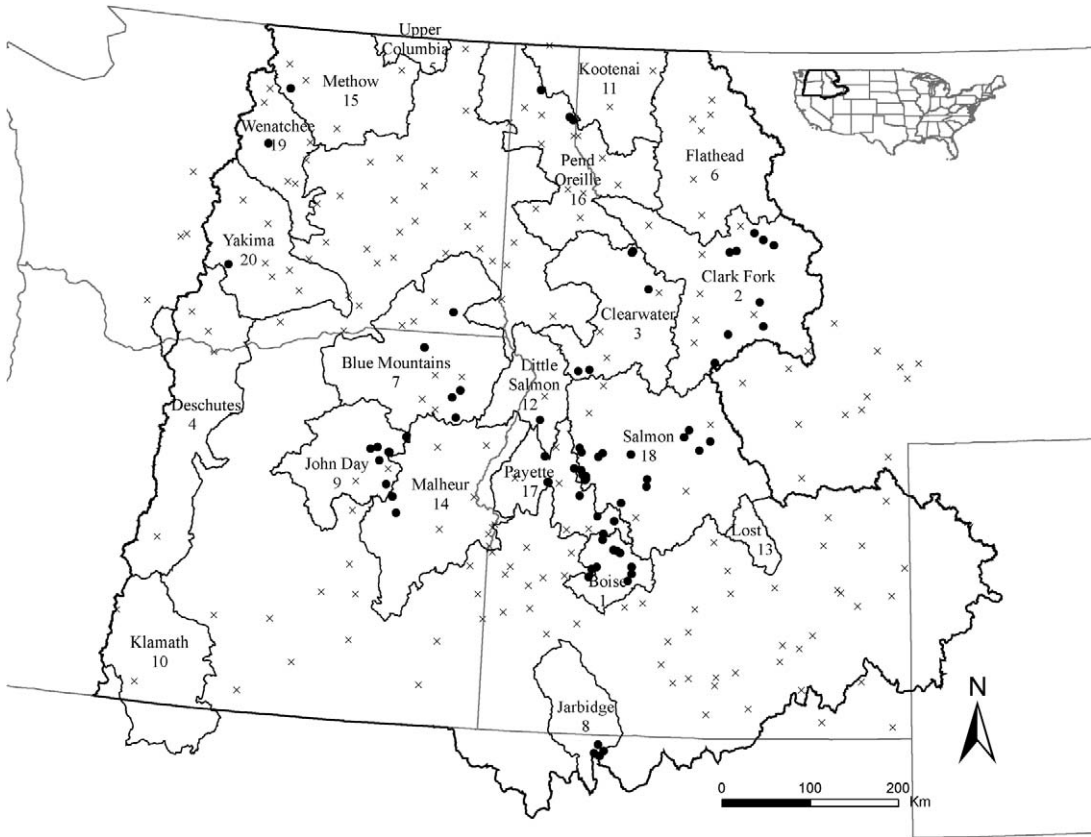 Upper
Columbia
5
Methow
15
Kootenai
11
Wenatchee
19
Flathead
6
Pend
Oreille
16
Yakima
20
Clark Fork
2
Clearwater
3
Blue Mountains
7
Little
Salmon
12
Deschutes
4
John Day
9
Malheur
14
Payette
17
Salmon
18
Lost
13
Boise
1
Klamath
10
Jarbidge
8
N
0 100 200
Km